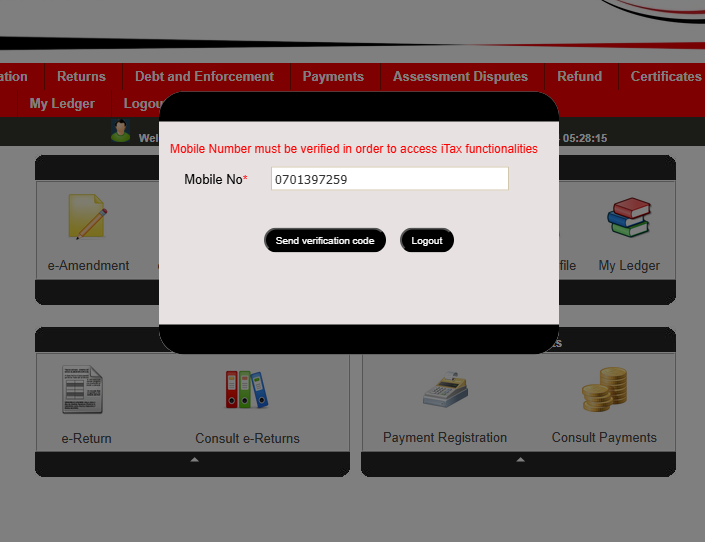 ation Returns Debt and Enforcement Payments Assessment Disputes Refund Certificates
My Ledger Logou
Wel 05:28:15
Mobile Number must be verified in order to access iTax functionalities
Mobile No* 0701397259
Send verification code Logout
e-Amendment file My Ledger
s
e-Return Consult e-Returns Payment Registration Consult Payments